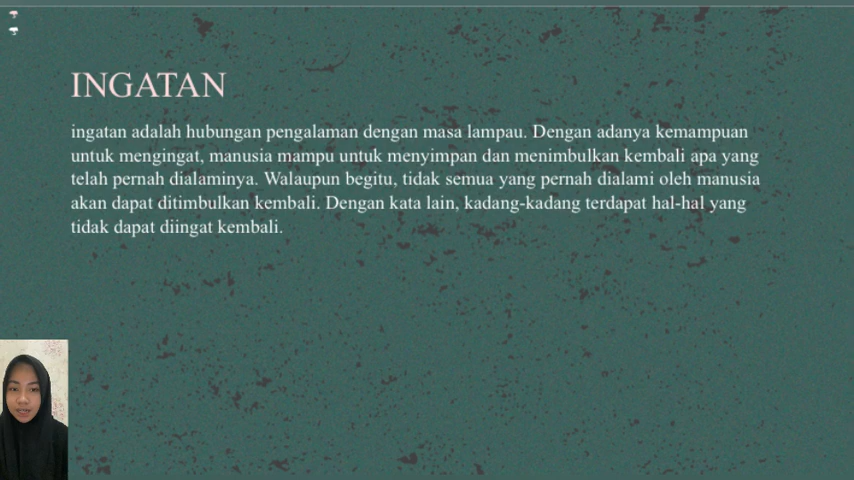 INGATAN
ingatan adalah hubungan pengalaman dengan masa lampau. Dengan adanya kemampuan
untuk mengingat, manusia mampu untuk menyimpan dan menimbulkan kembali apa yang
telah pernah dialaminya. Walaupun begitu, tidak semua yang pernah dialami oleh manusia
akan dapat ditimbulkan kembali. Dengan kata lain, kadang-kadang terdapat hal-hal yang
tidak dapat diingat kembali.